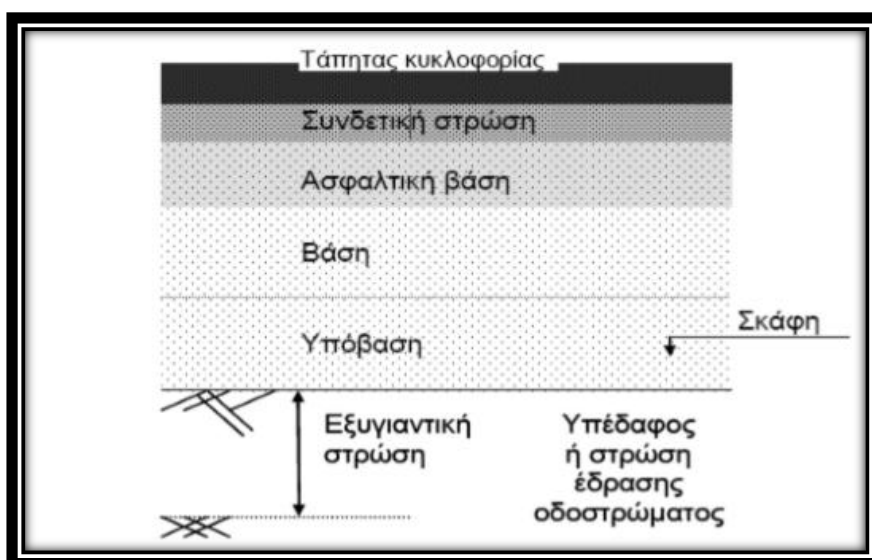 Τάπητας κυκλοφορίας
Συνδετική στρώση
Ασφαλτική βάση
Βάση
Σκάφη
Υπόβαση
Εξυγιαντική
στρώση
Υπέδαφος
ή στρώση
έδρασης
οδοστρώματος